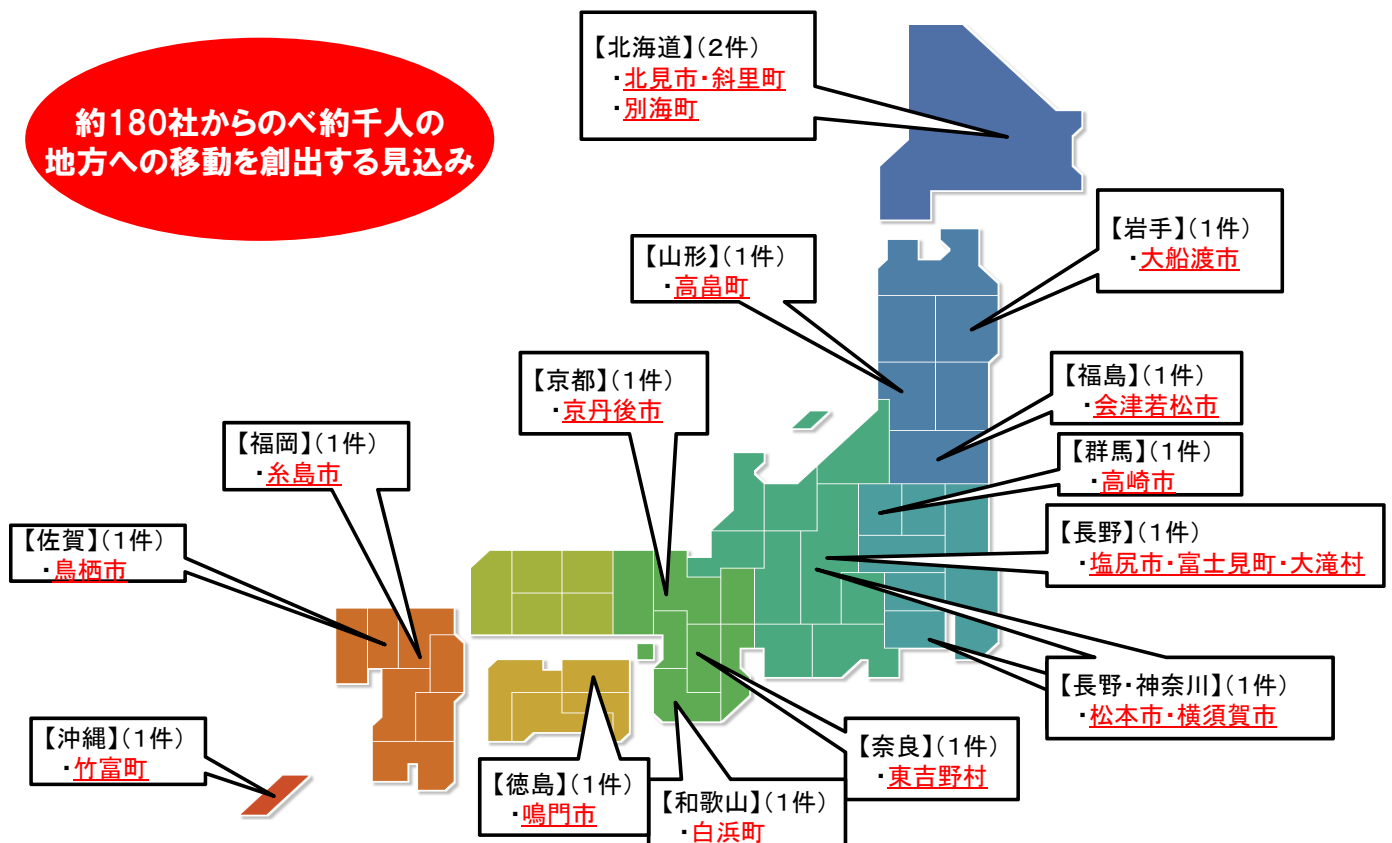 約180社からのべ約千人の
地方への移動を創出する見込み
【北海道】(2件)
・北見市・斜里町
・別海町
【岩手】(1件)
・大船渡市
【山形】(1件)
・高畠町
【京都】(1件)
・京丹後市
【福島】(1件)
・会津若松市
【福岡】(1件)
・糸島市
【群馬】(1件)
・高崎市
【佐賀】(1件)
・鳥栖市
【長野】(1件)
・塩尻市・富士見町・大滝村
【長野・神奈川】(1件)
・松本市・横須賀市
【沖縄】(1件)
・竹富町
【徳島】(1件)
・鳴門市
【和歌山】(1件)
・白浜町
【奈良】(1件)
・東吉野村